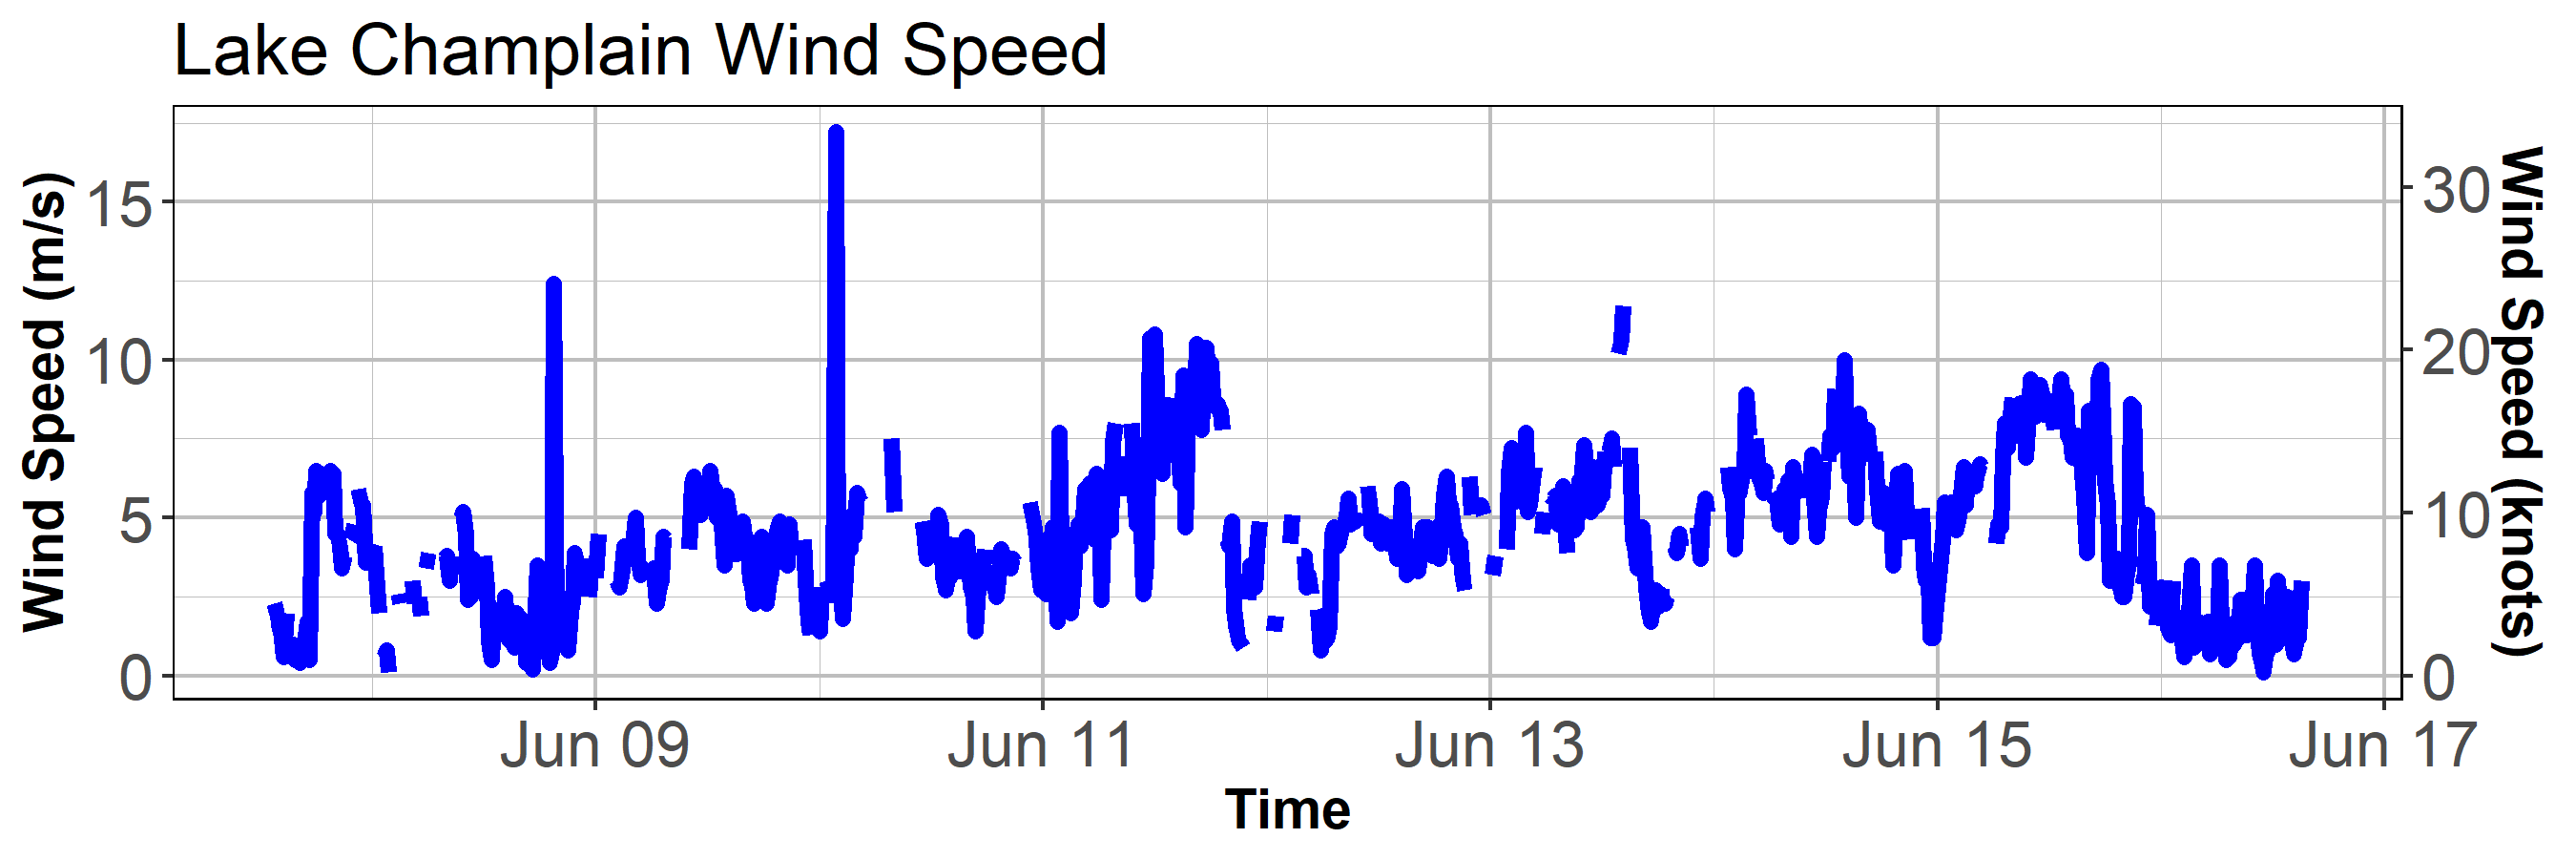 Lake Champlain Wind Speed
Wind Speed (m/s)
15
10
5
0
30
20
10
0
Wind Speed (knots)
Jun 09
Jun 11
Jun 13
Jun 15
Jun 17
Time